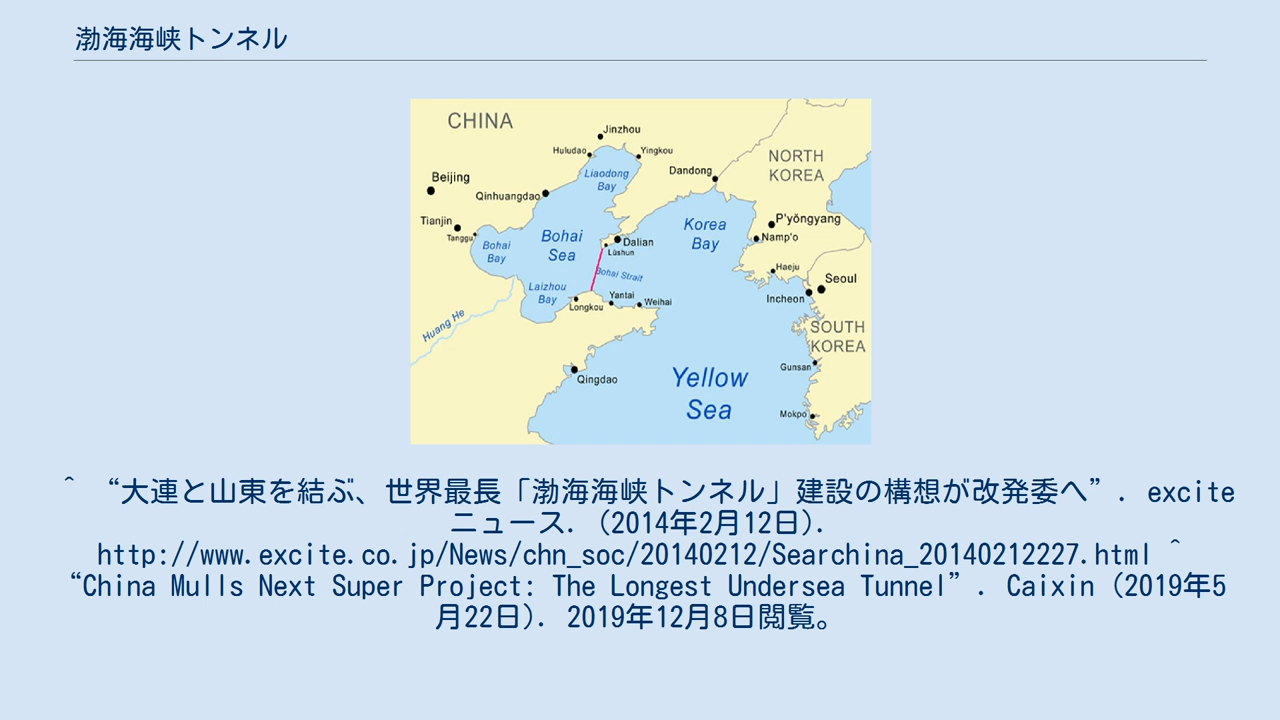 渤海海峡トンネル
CHINA
Jinzhou
Huludao
Yingkou
Liaodong
Bay
Dandong
NORTH
KOREA
Beijing
Qinhuangdao
Tianjin
Tanggu
Bohai
Bay
Bohai
Sea
Korea
Bay
P'yŏngyang
Namp'o
Dalian
Lüshun
Bohai Strait
Haeju
Seoul
Incheon
Laizhou
Bay
Longkou
Yantai
Weihai
Huang He
SOUTH
KOREA
Gunsan
Qingdao
Yellow
Sea
Mokpo
^ “大連と山東を結ぶ、世界最長「渤海海峡トンネル」建設の構想が改発委へ”. excite
ニュース. (2014年2月12日).
http://www.excite.co.jp/News/chn_soc/20140212/Searchina_20140212227.html ^
“China Mulls Next Super Project: The Longest Undersea Tunnel”. Caixin (2019年5
月22日). 2019年12月8日閲覧。